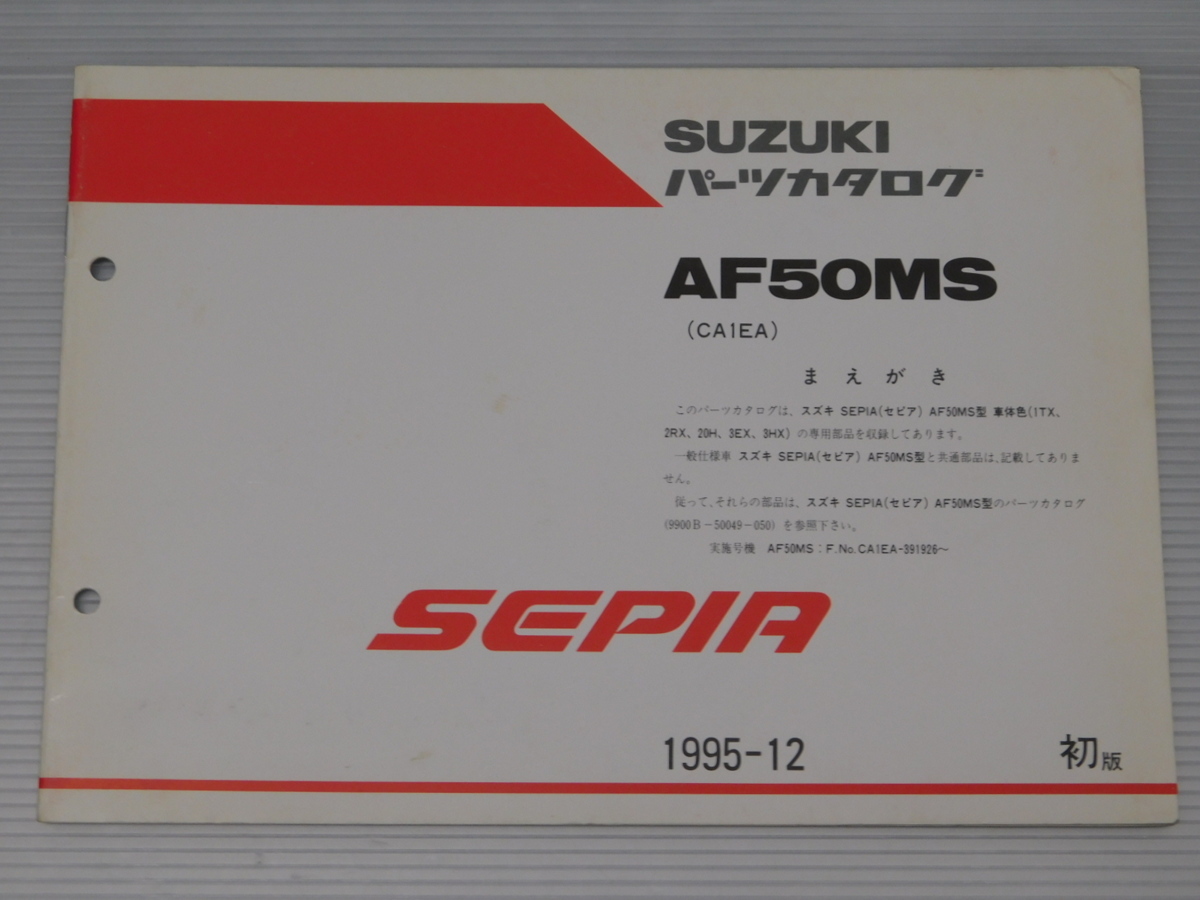 SUZUKI
パーツカタログ
AF50MS
(CA1EA)
まえがき
このパーツカタログは、スズキ SEPIA(セピア) AF50MS型 車体色(1TX、
2RX、20H、3EX、3HX)の専用部品を収録してあります。
一般仕様車 スズキ SEPIA(セピア) AF50MS型と共通部品は、記載してありま
せん。
従って、それらの部品は、スズキ SEPIA(セピア) AF50MS型のパーツカタログ
(9900B-50049-050)を参照下さい。
実施号機 AF50MS:F.No.CA1EA-391926～
SEPIA
1995-12
初版